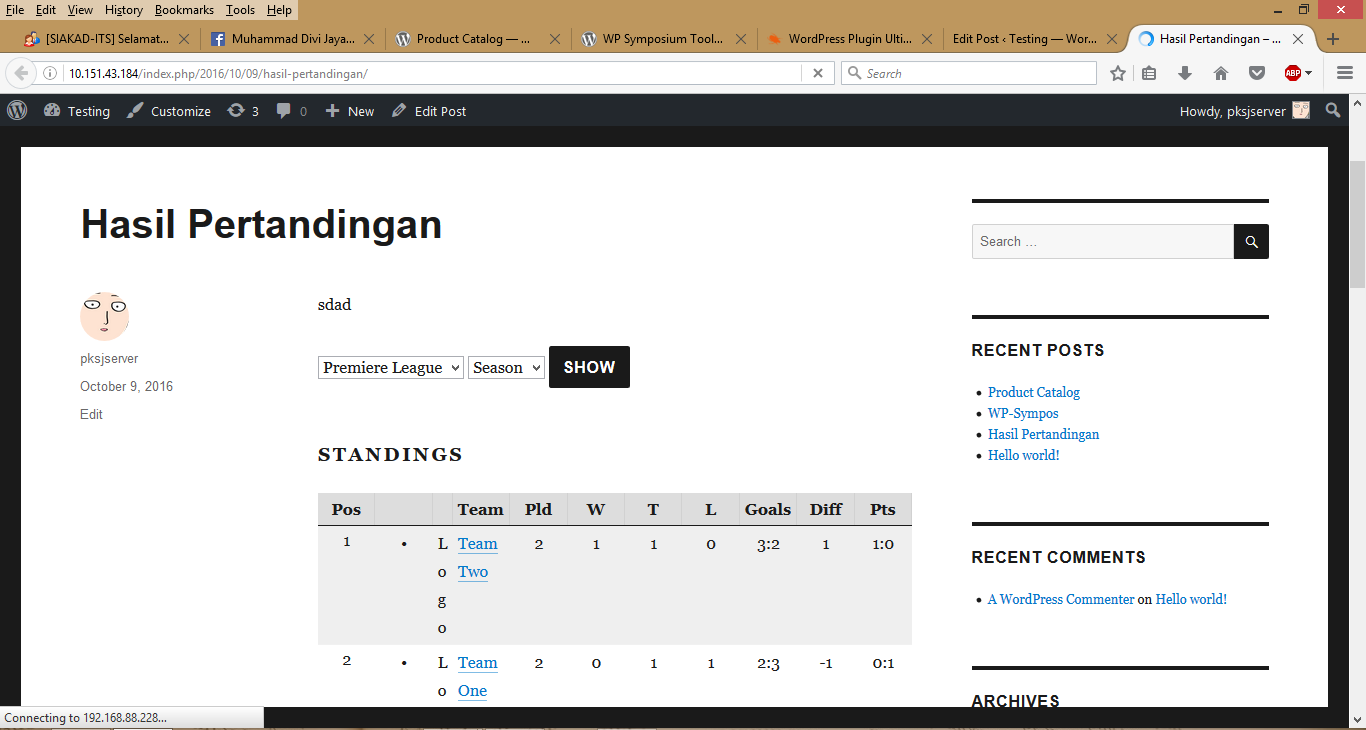 File Edit View History Bookmarks Tools Help
[SIAKAD-ITS] Selamat... Muhammad Divi Jaya... Product Catalog — ... WP Symposium Tool... WordPress Plugin Ulti... Edit Post ‹ Testing — Wor... Hasil Pertandingan – ...
10.151.43.184/index.php/2016/10/09/hasil-pertandingan/ Search ABP
Testing Customize 3 0 New Edit Post Howdy, pksjserver
Hasil Pertandingan
pksjserver
October 9, 2016
Edit
sdad
Premiere League Season SHOW
STANDINGS
Pos Team Pld W T L Goals Diff Pts
1 • L Team 2 1 1 0 3:2 1 1:0
o Two
g
o
2 • L Team 2 0 1 1 2:3 -1 0:1
o One
Search …
RECENT POSTS
• Product Catalog
• WP-Sympos
• Hasil Pertandingan
• Hello world!
RECENT COMMENTS
• A WordPress Commenter on Hello world!
ARCHIVES
Connecting to 192.168.88.228...